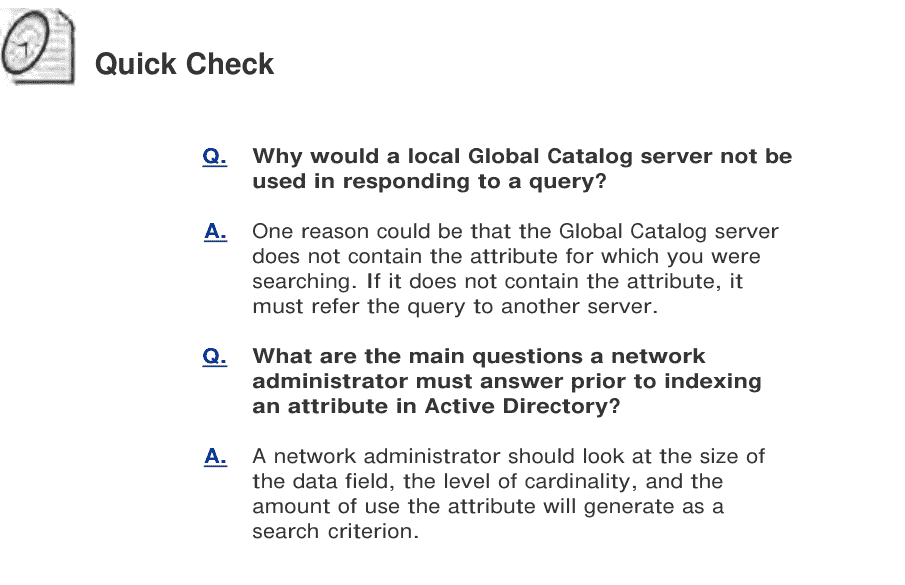 Quick Check
Q. Why would a local Global Catalog server not be
used in responding to a query?
A. One reason could be that the Global Catalog server
does not contain the attribute for which you were
searching. If it does not contain the attribute, it
must refer the query to another server.
Q. What are the main questions a network
administrator must answer prior to indexing
an attribute in Active Directory?
A. A network administrator should look at the size of
the data field, the level of cardinality, and the
amount of use the attribute will generate as a
search criterion.